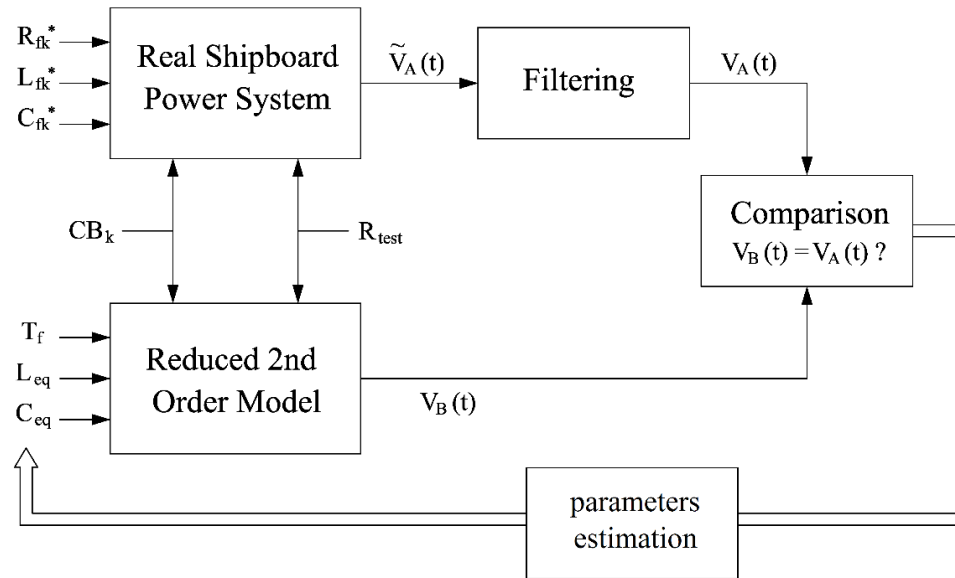 R_fk*
L_fk*
C_fk*
Real Shipboard
Power System
Ṽ_A(t)
Filtering
V_A(t)
CB_k
R_test
Comparison
V_B(t) = V_A(t) ?
T_f
L_eq
C_eq
Reduced 2nd
Order Model
V_B(t)
parameters
estimation